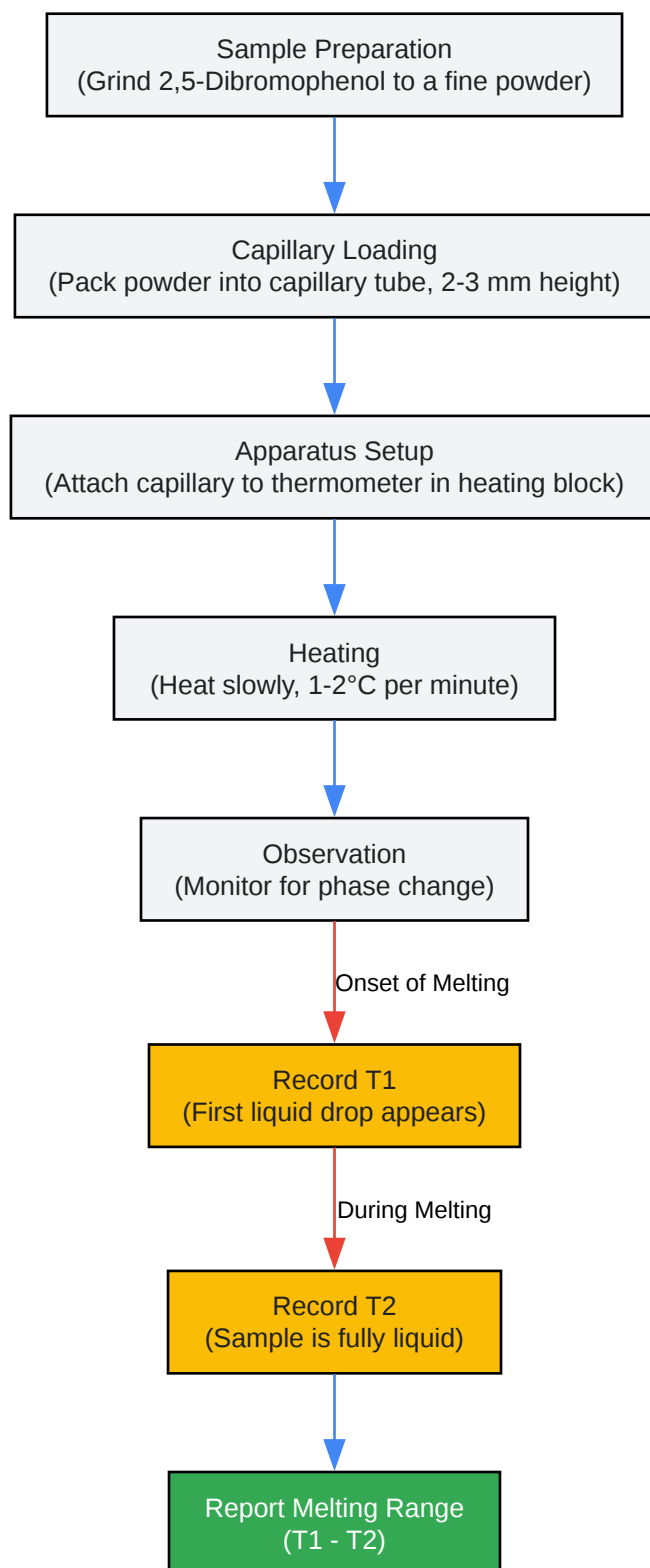 Sample Preparation
(Grind 2,5-Dibromophenol to a fine powder)
Capillary Loading
(Pack powder into capillary tube, 2-3 mm height)
Apparatus Setup
(Attach capillary to thermometer in heating block)
Heating
(Heat slowly, 1-2°C per minute)
Observation
(Monitor for phase change)
Onset of Melting
Record T1
(First liquid drop appears)
During Melting
Record T2
(Sample is fully liquid)
Report Melting Range
(T1 - T2)